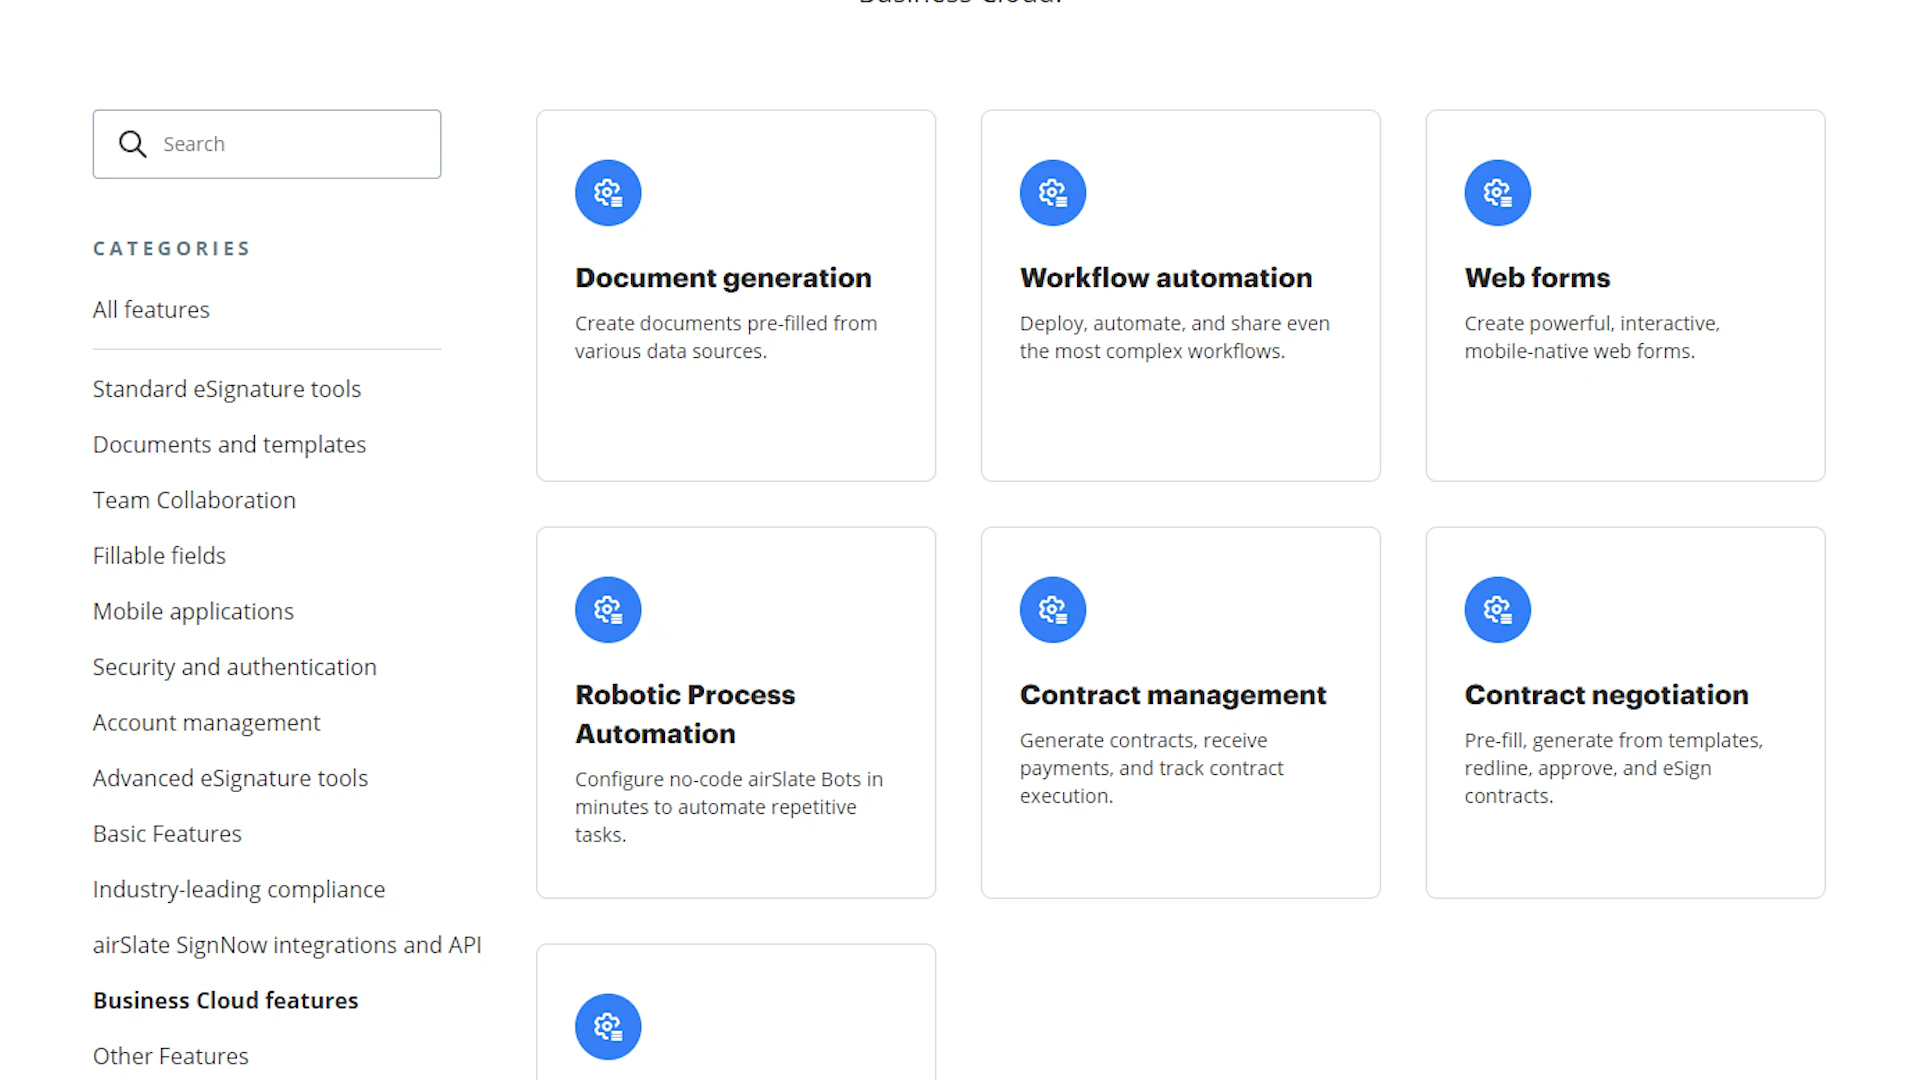 Business Cloud.
Search
CATEGORIES
All features
Standard eSignature tools
Documents and templates
Team Collaboration
Fillable fields
Mobile applications
Security and authentication
Account management
Advanced eSignature tools
Basic Features
Industry-leading compliance
airSlate SignNow integrations and API
Business Cloud features
Other Features
Document generation
Create documents pre-filled from
various data sources.
Workflow automation
Deploy, automate, and share even
the most complex workflows.
Web forms
Create powerful, interactive,
mobile-native web forms.
Robotic Process
Automation
Configure no-code airSlate Bots in
minutes to automate repetitive
tasks.
Contract management
Generate contracts, receive
payments, and track contract
execution.
Contract negotiation
Pre-fill, generate from templates,
redline, approve, and eSign
contracts.